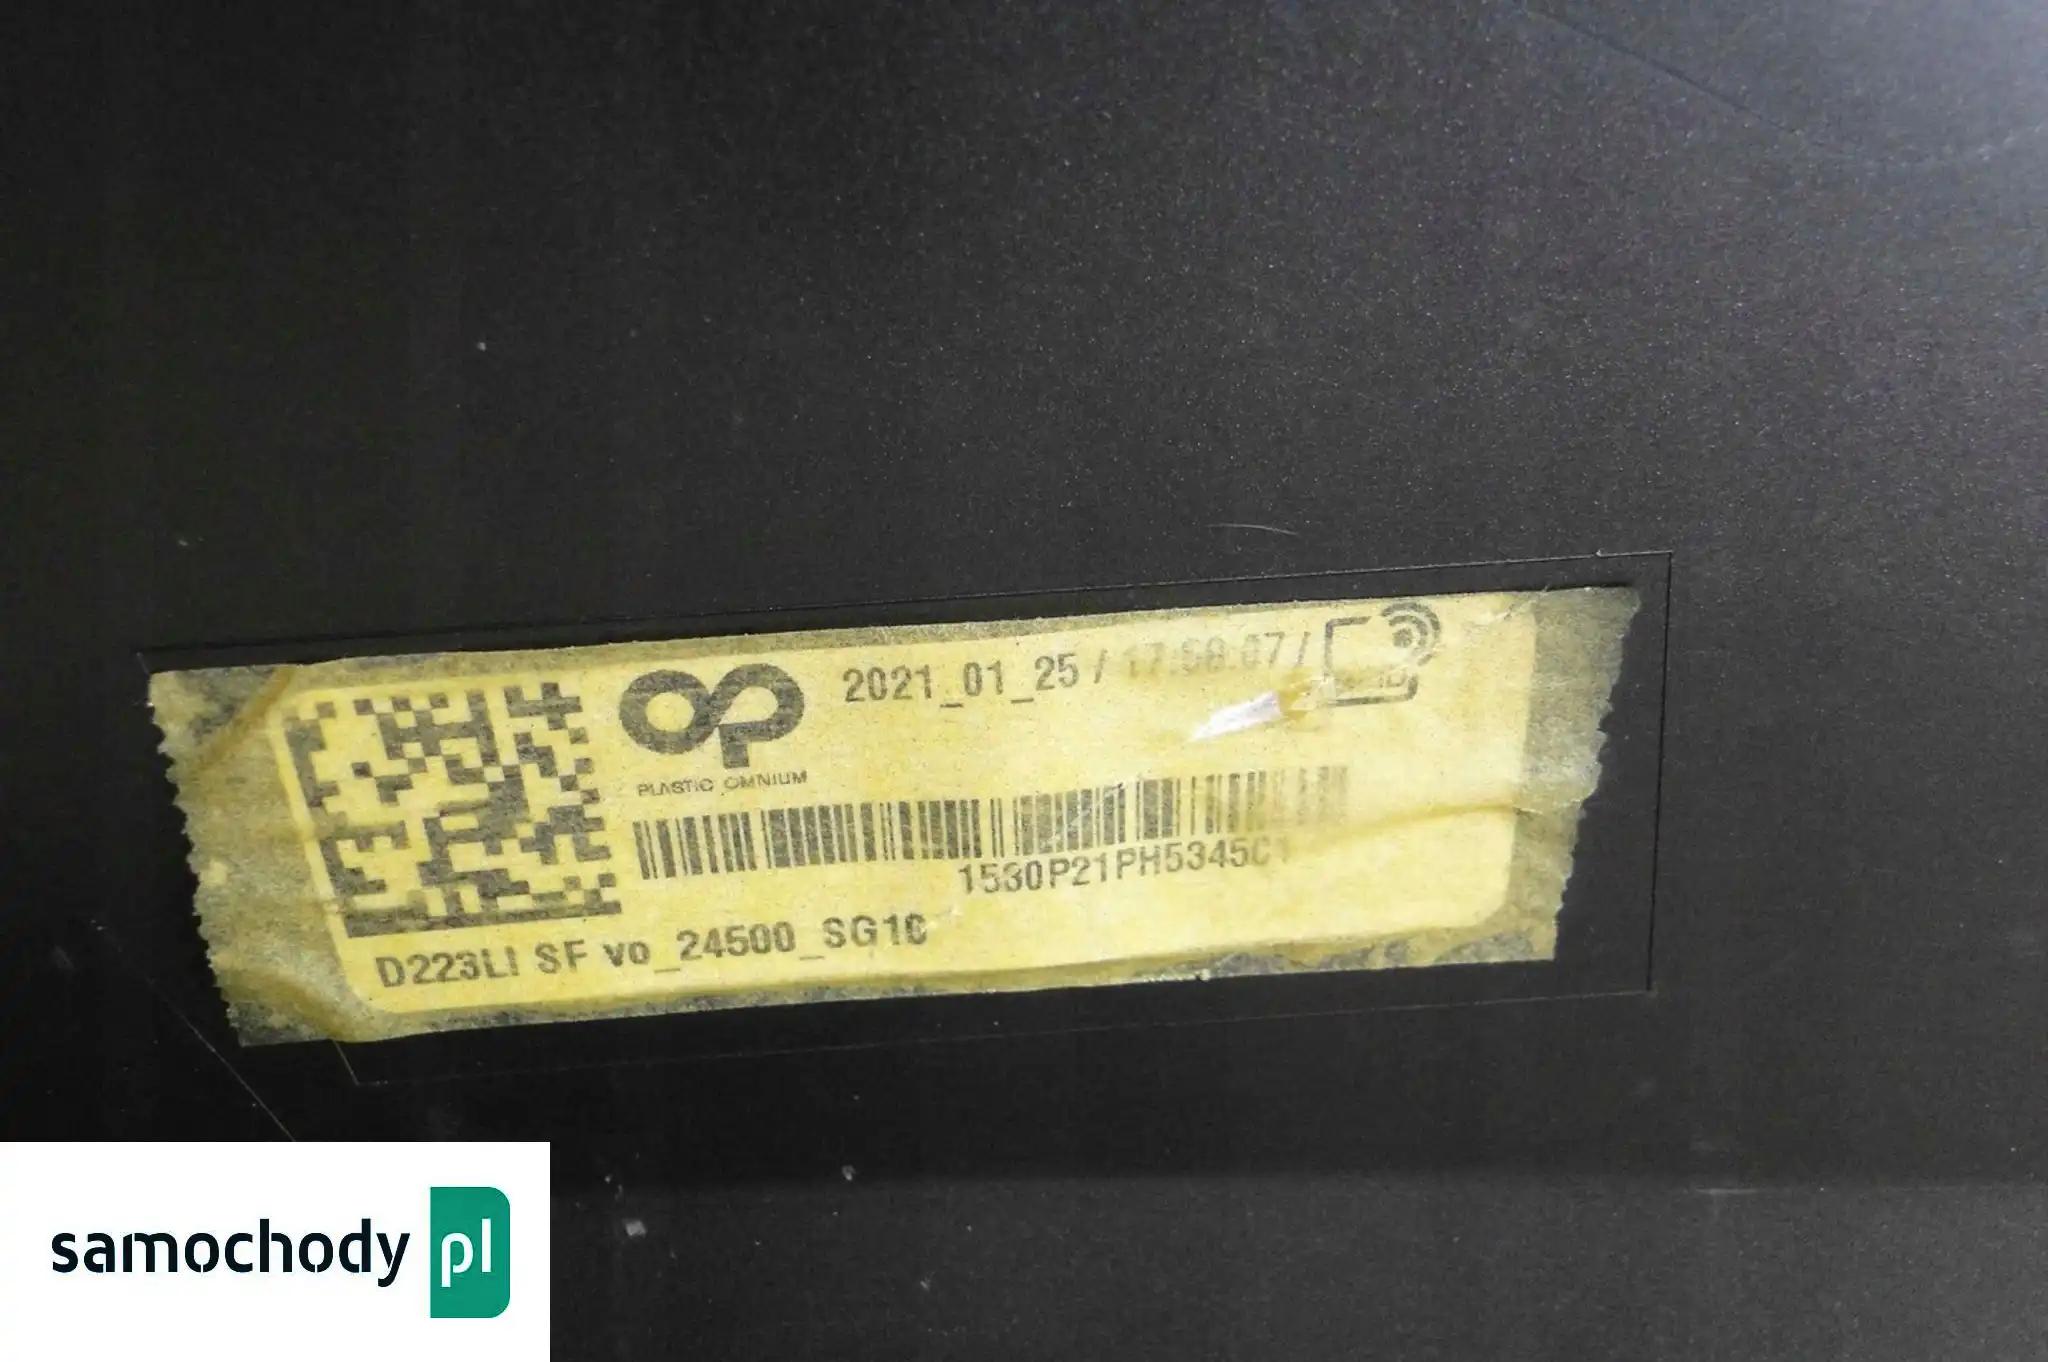 2021_01_25 /
PLASTIC OMNIUM
D223LI SF vo_24500_SG10
samochody pl